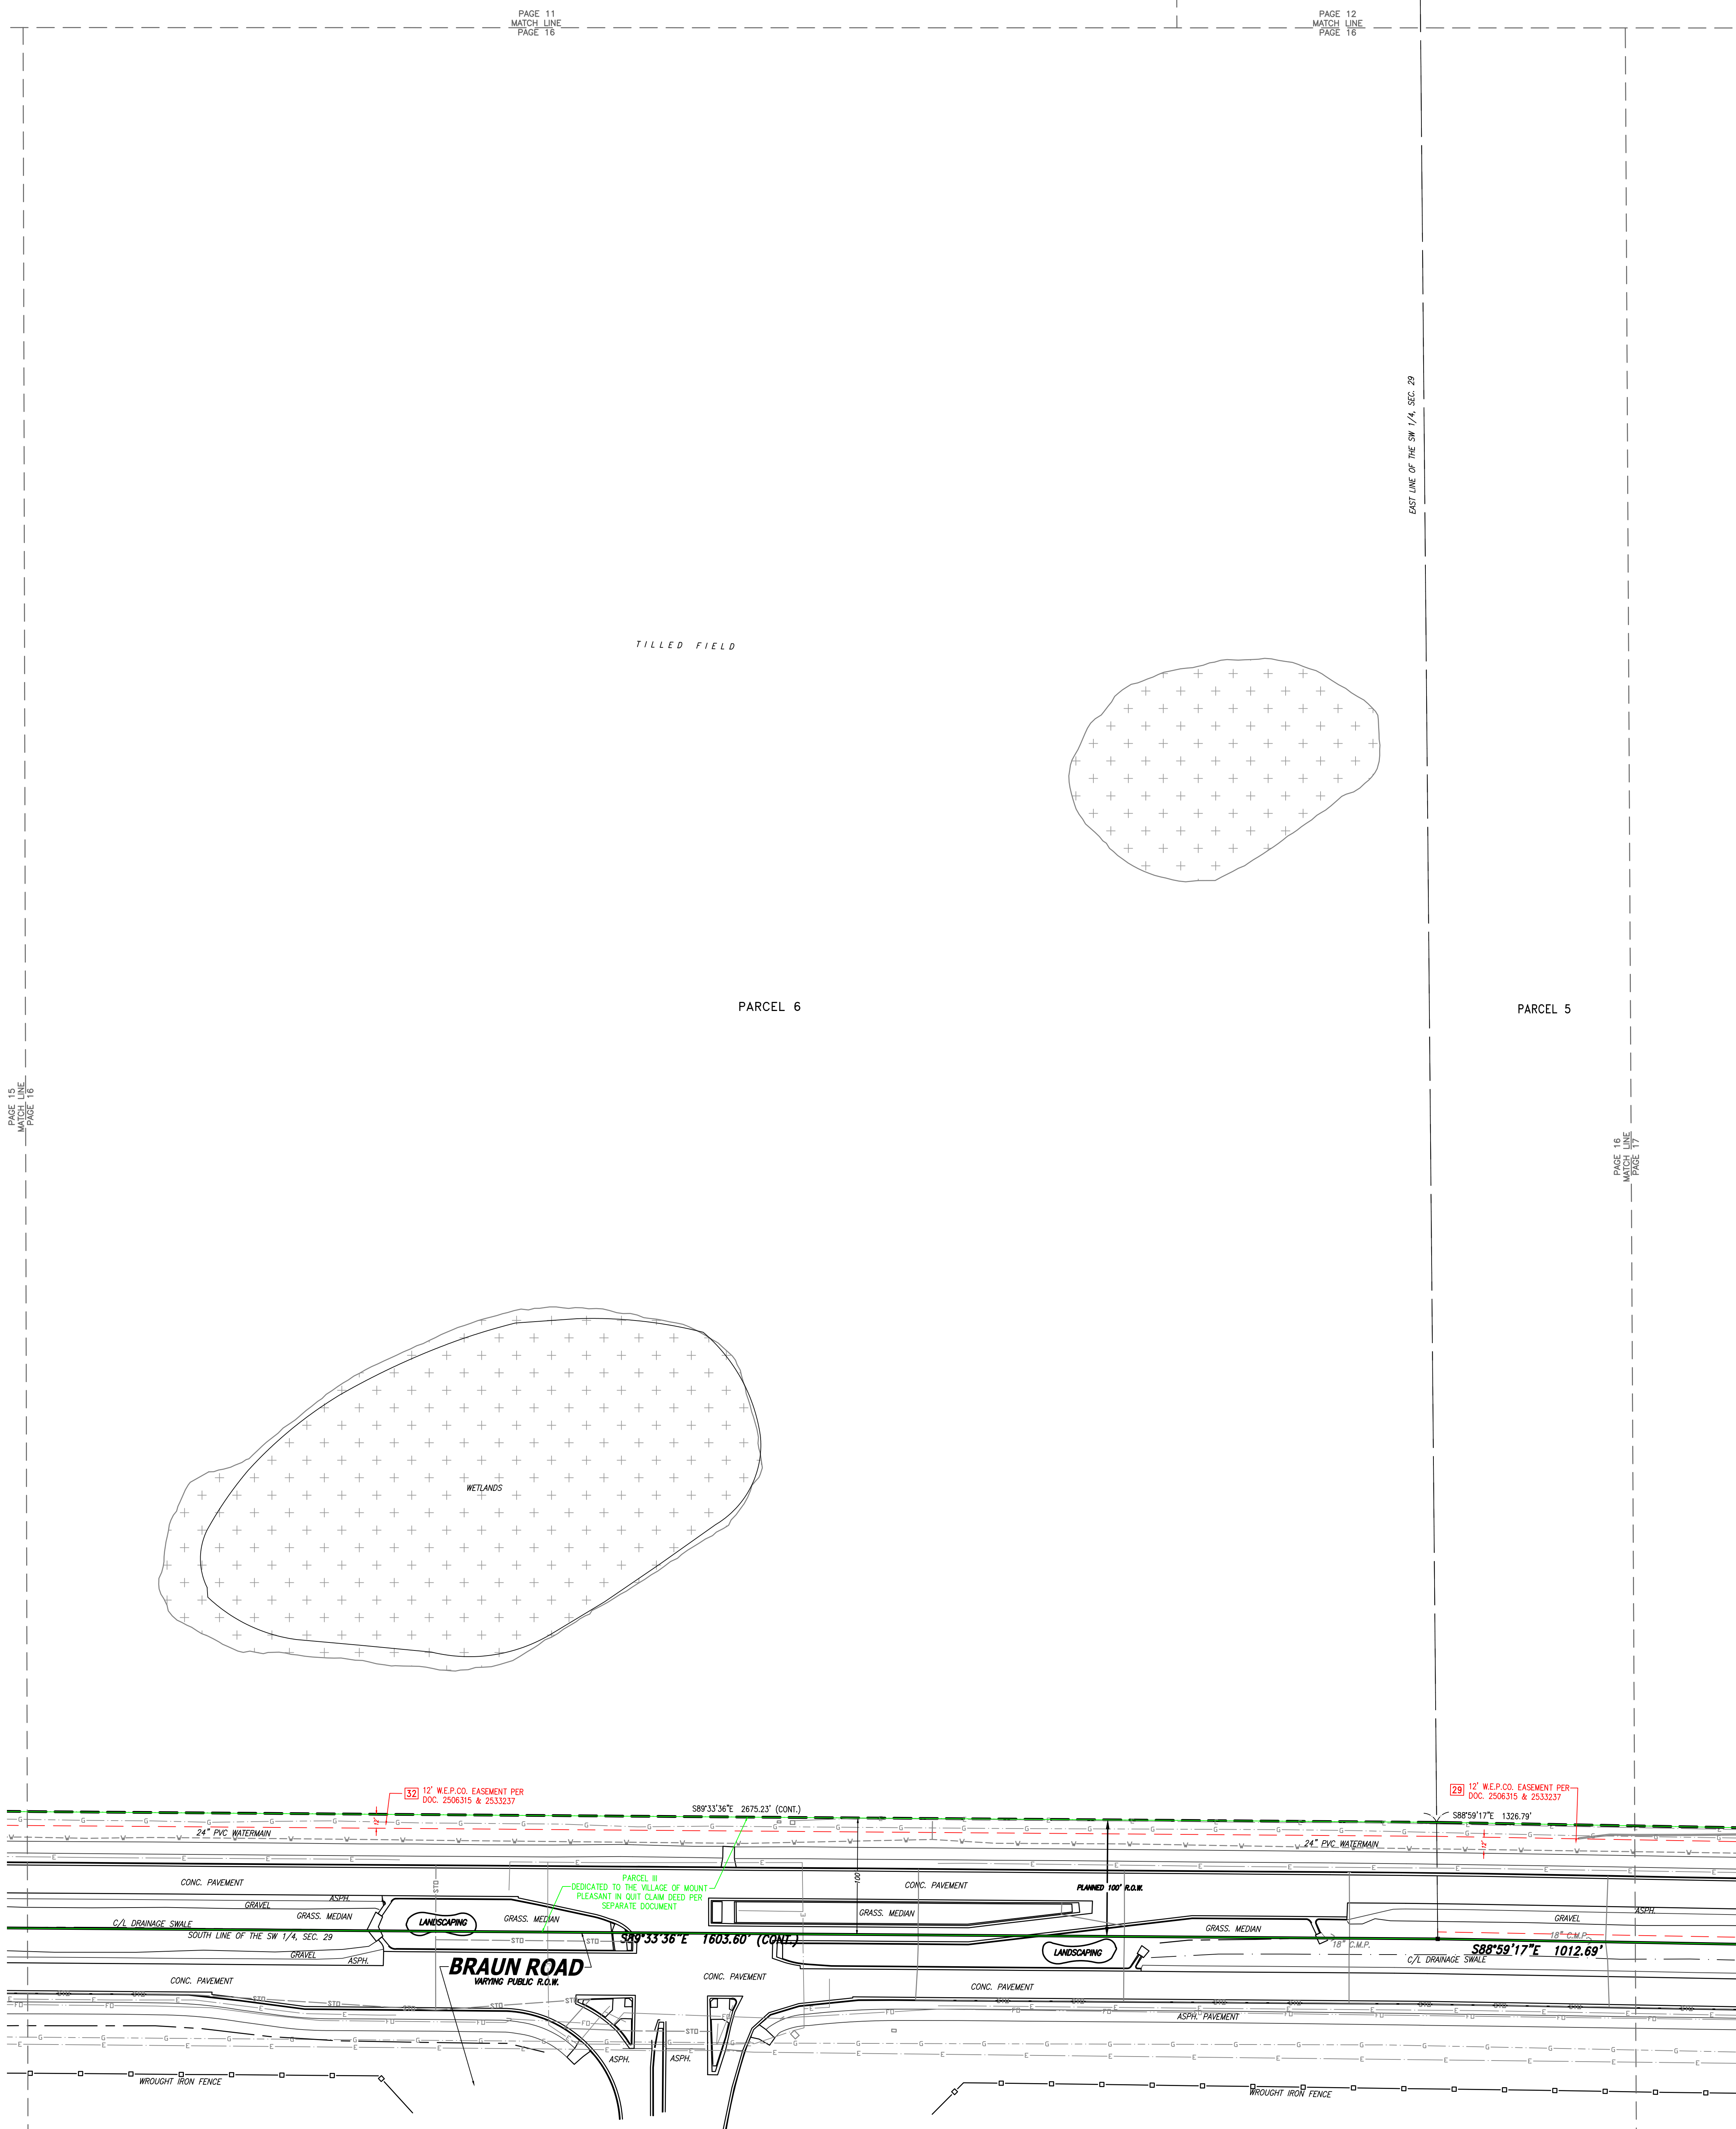 PAGE 11
MATCH LINE
PAGE 16
PAGE 12
MATCH LINE
PAGE 16
EAST LINE OF THE SW 1/4, SEC. 29
TILLED FIELD
PARCEL 6
PARCEL 5
PAGE 15
MATCH LINE
PAGE 16
PAGE 16
MATCH LINE
PAGE 17
WETLANDS
32 12' W.E.P.CO. EASEMENT PER
DOC. 2506315 & 2533237
29 12' W.E.P.CO. EASEMENT PER
DOC. 2506315 & 2533237
S89°33'36"E 2675.23' (CONT.)
S88°59'17"E 1326.79'
12'
12'
24" PVC WATERMAIN
24" PVC WATERMAIN
100'
PARCEL III
DEDICATED TO THE VILLAGE OF MOUNT
PLEASANT IN QUIT CLAIM DEED PER
SEPARATE DOCUMENT
CONC. PAVEMENT
CONC. PAVEMENT
PLANNED 100' R.O.W.
ASPH.
GRAVEL
GRASS. MEDIAN
LANDSCAPING
GRASS. MEDIAN
GRASS. MEDIAN
GRASS. MEDIAN
GRAVEL
ASPH.
C/L DRAINAGE SWALE
SOUTH LINE OF THE SW 1/4, SEC. 29
S89°33'36"E 1603.60' (CONT.)
18" C.M.P.
18" C.M.P.
S88°59'17"E 1012.69'
LANDSCAPING
C/L DRAINAGE SWALE
GRAVEL
ASPH.
BRAUN ROAD
VARYING PUBLIC R.O.W.
CONC. PAVEMENT
CONC. PAVEMENT
CONC. PAVEMENT
ASPH. PAVEMENT
ASPH.
ASPH.
WROUGHT IRON FENCE
WROUGHT IRON FENCE